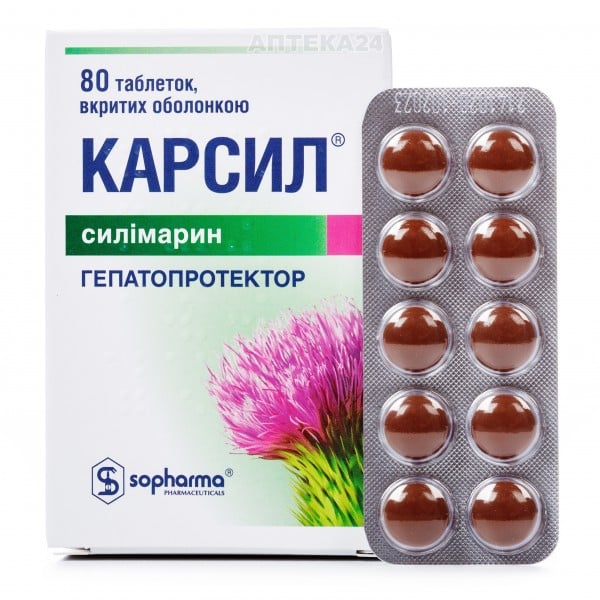 АПТЕКА24
80 таблеток,
вкритих оболонкою
КАРСИЛ®
силімарин
ГЕПАТОПРОТЕКТОР
sopharma®
PHARMACEUTICALS